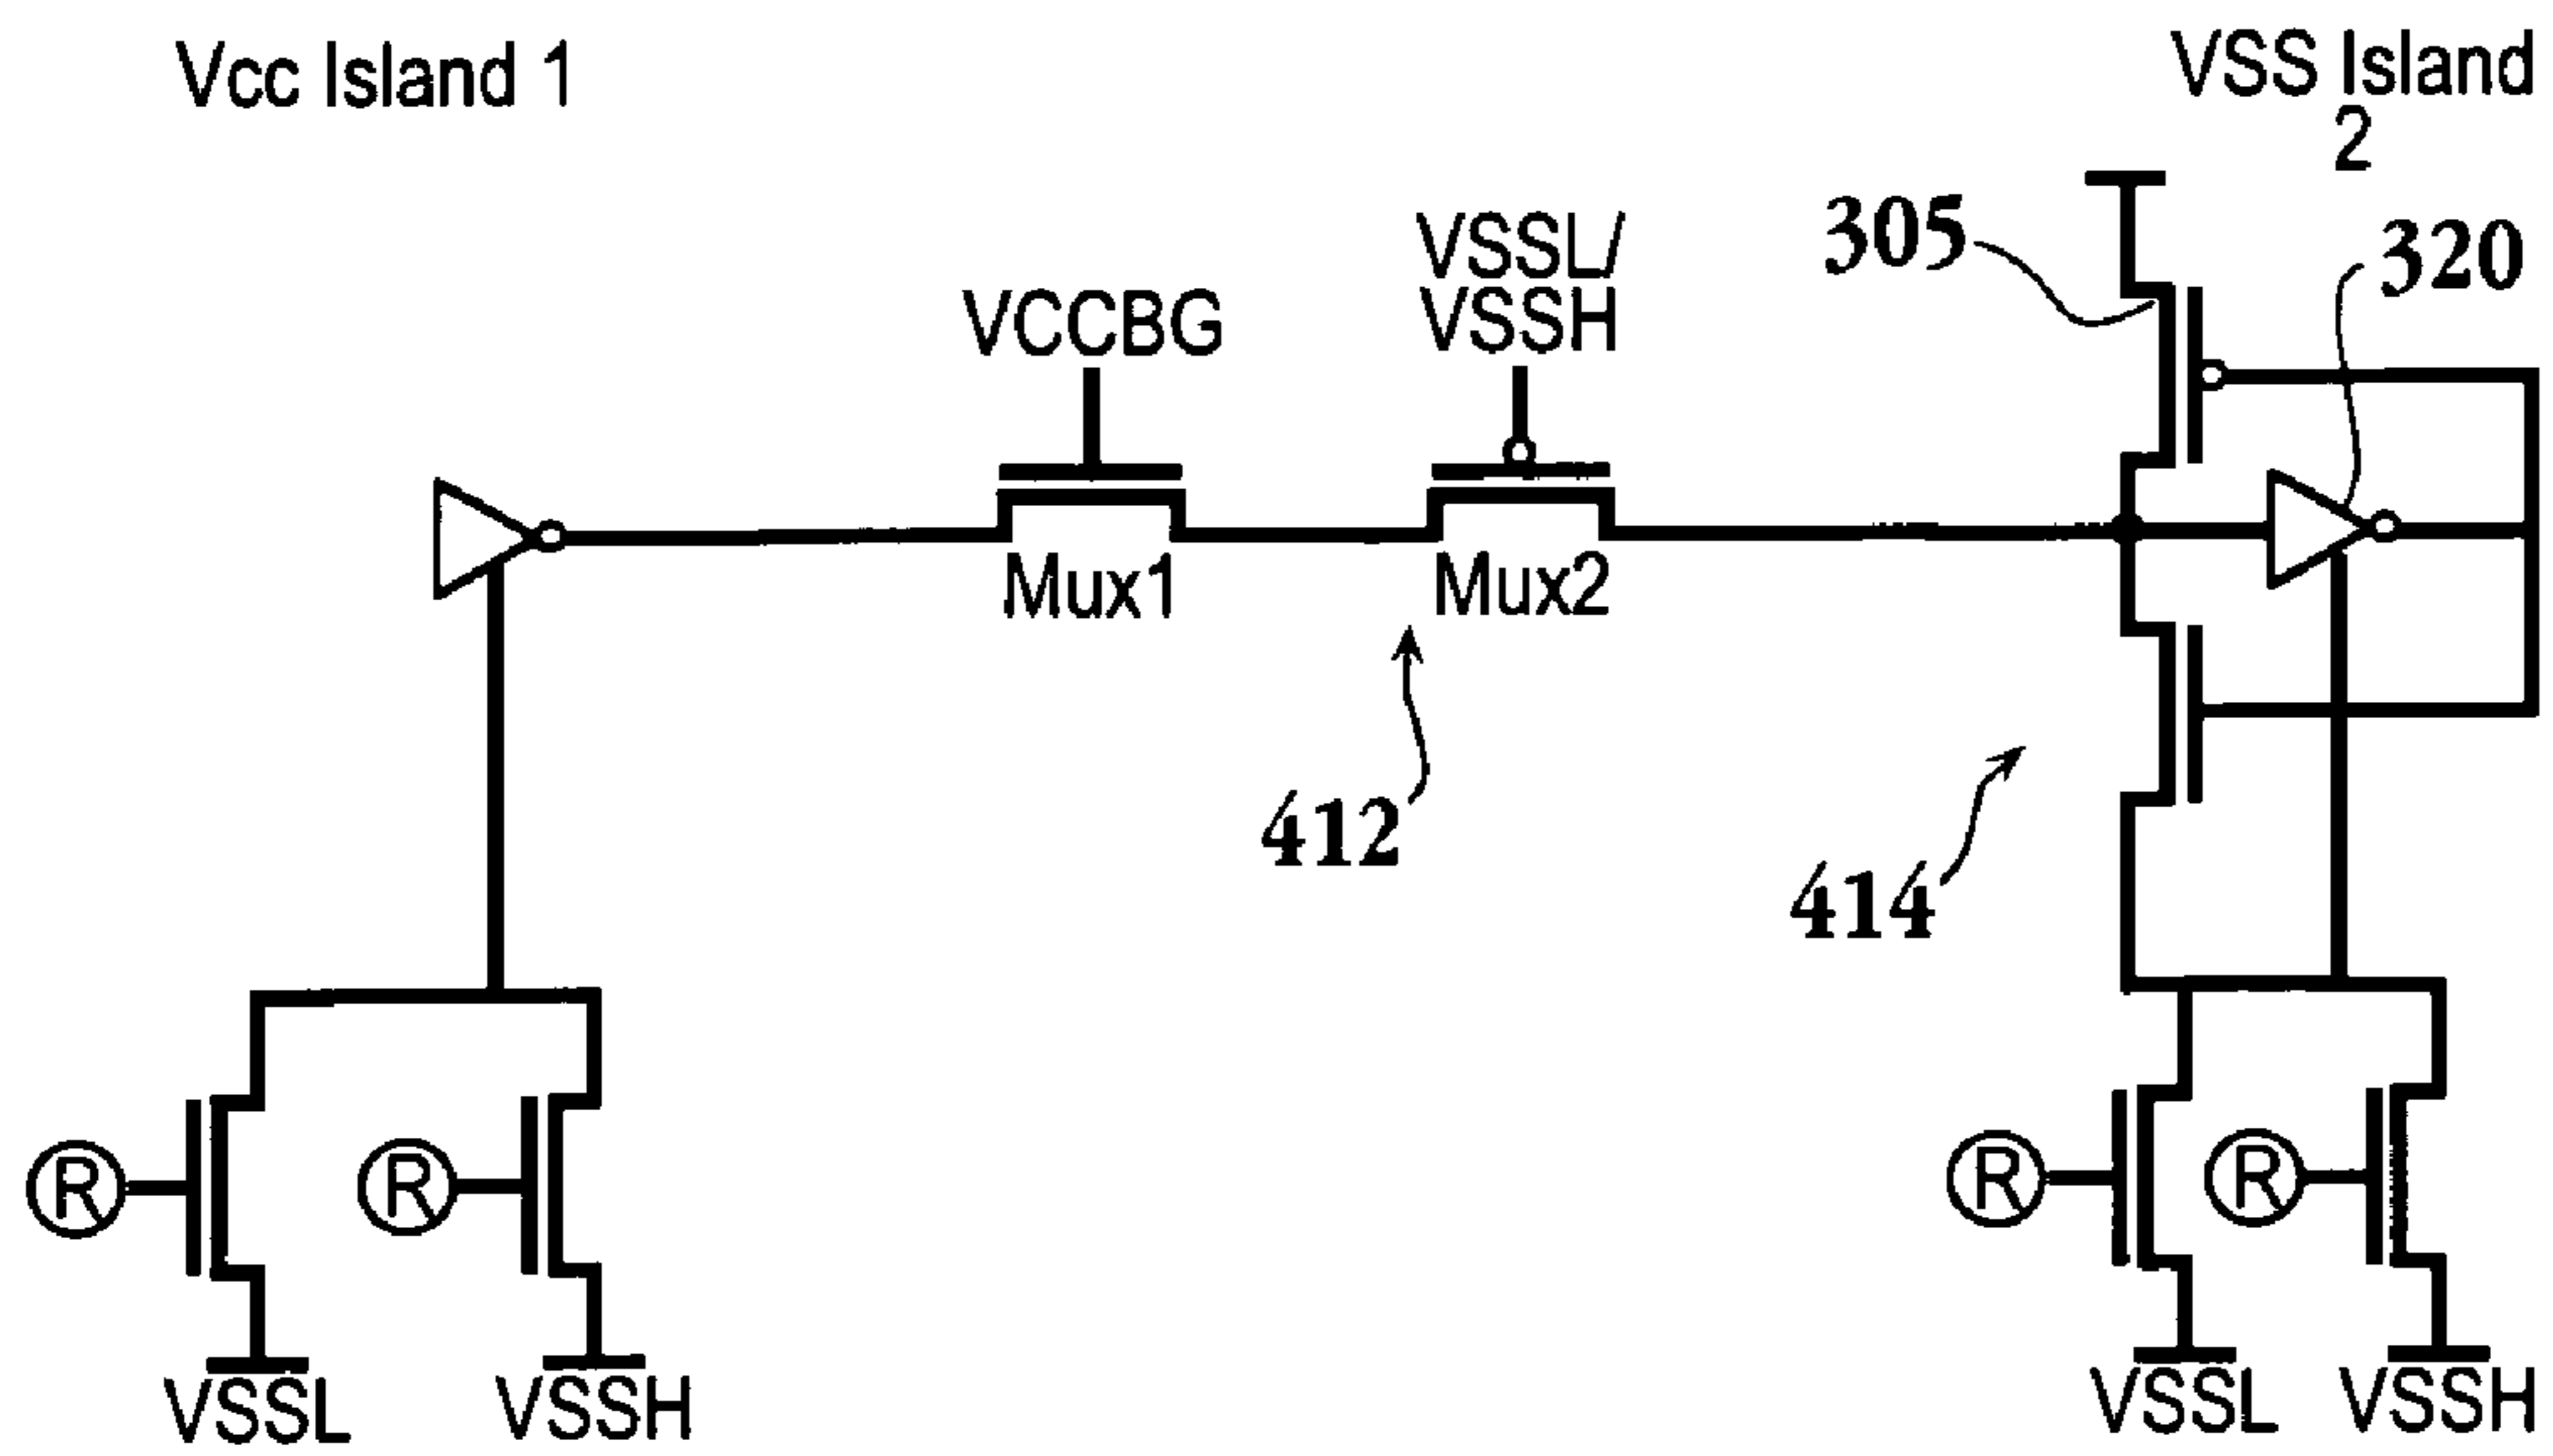 Vcc Island 1
VSS Island
2
305
320
VSSL/
VSSH
VCCBG
Mux1
Mux2
412
414
R
R
R
R
VSSL
VSSH
VSSL
VSSH